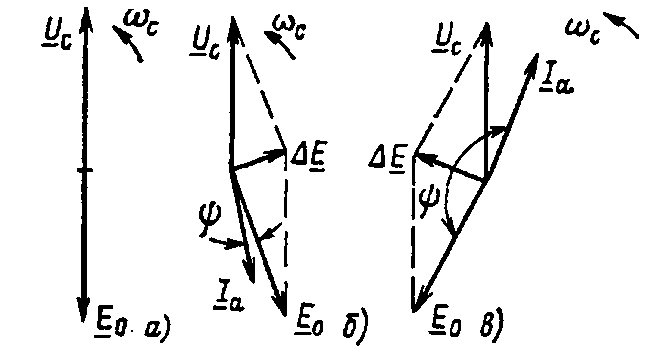 U̲c ωc U̲c ωc U̲c ωc
I̲a
ΔE̲ ΔE̲
ψ ψ
I̲a
E̲0 а) E̲0 б) E̲0 в)